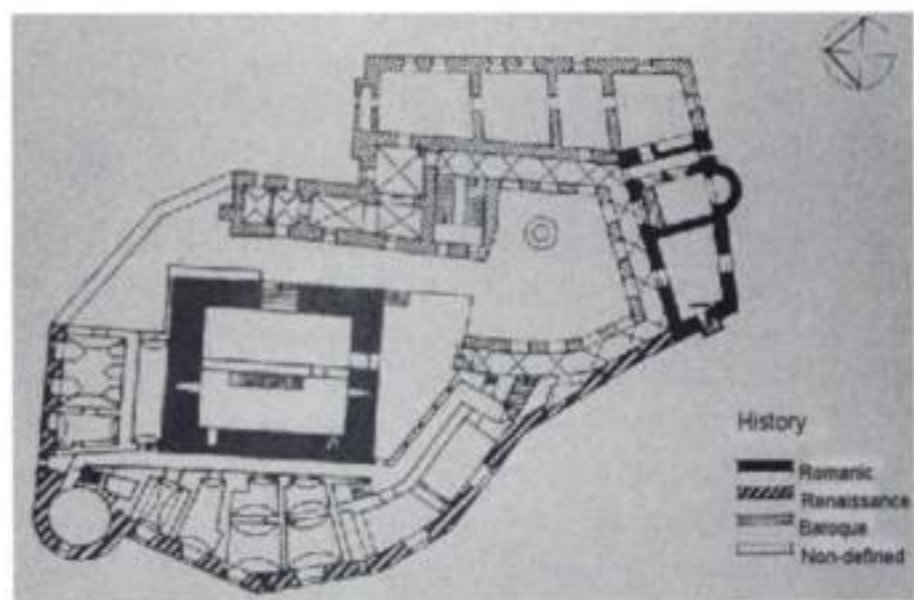 History
Romanic
Renaissance
Baroque
Non-defined